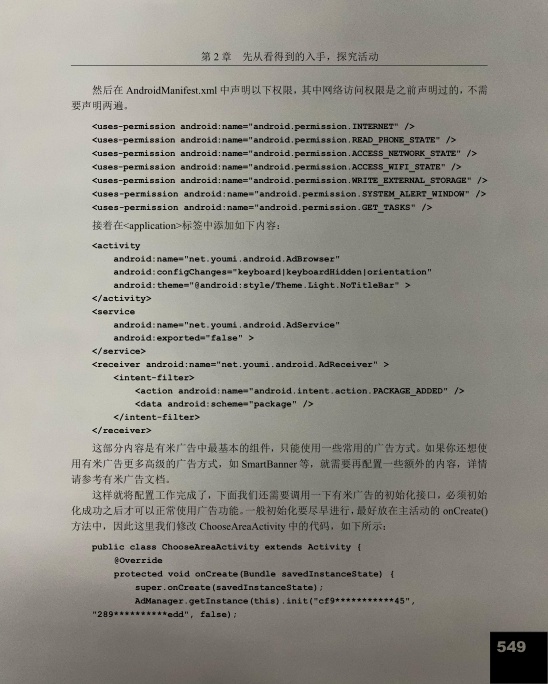 第 2 章　先从看得到的入手，探究活动
然后在 AndroidManifest.xml 中声明以下权限，其中网络访问权限是之前声明过的，不需
要声明两遍。
<uses-permission android:name="android.permission.INTERNET" />
<uses-permission android:name="android.permission.READ_PHONE_STATE" />
<uses-permission android:name="android.permission.ACCESS_NETWORK_STATE" />
<uses-permission android:name="android.permission.ACCESS_WIFI_STATE" />
<uses-permission android:name="android.permission.WRITE_EXTERNAL_STORAGE" />
<uses-permission android:name="android.permission.SYSTEM_ALERT_WINDOW" />
<uses-permission android:name="android.permission.GET_TASKS" />
接着在<application>标签中添加如下内容：
<activity
android:name="net.youmi.android.AdBrowser"
android:configChanges="keyboard|keyboardHidden|orientation"
android:theme="@android:style/Theme.Light.NoTitleBar" >
</activity>
<service
android:name="net.youmi.android.AdService"
android:exported="false" >
</service>
<receiver android:name="net.youmi.android.AdReceiver" >
<intent-filter>
<action android:name="android.intent.action.PACKAGE_ADDED" />
<data android:scheme="package" />
</intent-filter>
</receiver>
这部分内容是有米广告中最基本的组件，只能使用一些常用的广告方式。如果你还想使
用有米广告更多高级的广告方式，如 SmartBanner 等，就需要再配置一些额外的内容，详情
请参考有米广告文档。
这样就将配置工作完成了，下面我们还需要调用一下有米广告的初始化接口，必须初始
化成功之后才可以正常使用广告功能。一般初始化要尽早进行，最好放在主活动的 onCreate()
方法中，因此这里我们修改 ChooseAreaActivity 中的代码，如下所示：
public class ChooseAreaActivity extends Activity {
@Override
protected void onCreate(Bundle savedInstanceState) {
super.onCreate(savedInstanceState);
AdManager.getInstance(this).init("cf9***********45",
"289**********edd", false);
549